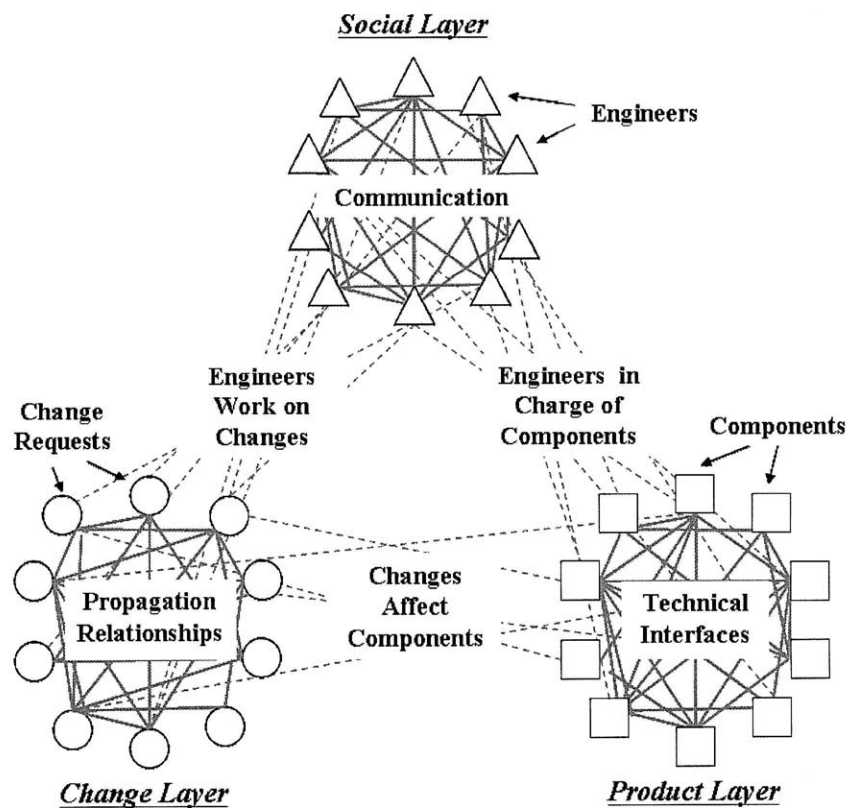 Social Layer
Engineers
Communication
Engineers
Work on
Changes
Engineers in
Charge of
Components
Change
Requests
Components
Propagation
Relationships
Changes
Affect
Components
Technical
Interfaces
Change Layer
Product Layer